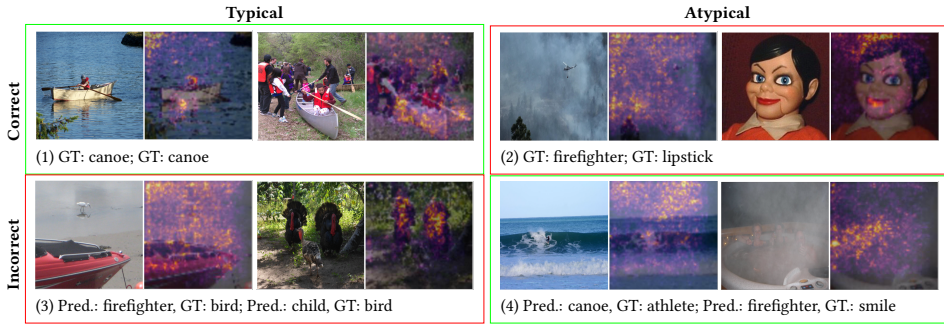 Typical
Atypical
Correct
(1) GT: canoe; GT: canoe
(2) GT: firefighter; GT: lipstick
Incorrect
(3) Pred.: firefighter, GT: bird; Pred.: child, GT: bird
(4) Pred.: canoe, GT: athlete; Pred.: firefighter, GT.: smile